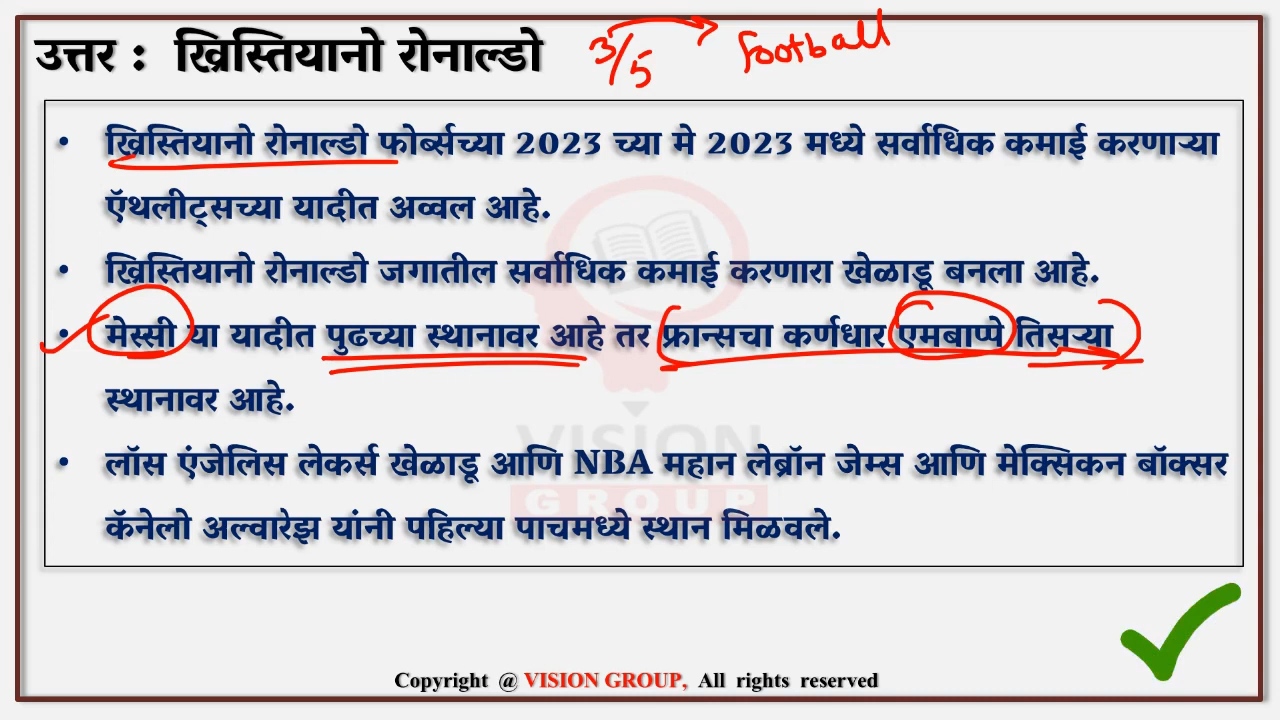 उत्तर : ख्रिस्तियानो रोनाल्डो 3/5 football
• ख्रिस्तियानो रोनाल्डो फोर्ब्सच्या 2023 च्या मे 2023 मध्ये सर्वाधिक कमाई करणाऱ्या
ऍथलीट्सच्या यादीत अव्वल आहे.
• ख्रिस्तियानो रोनाल्डो जगातील सर्वाधिक कमाई करणारा खेळाडू बनला आहे.
• मेस्सी या यादीत पुढच्या स्थानावर आहे तर फ्रान्सचा कर्णधार एमबाप्पे तिसऱ्या
स्थानावर आहे.
• लॉस एंजेलिस लेकर्स खेळाडू आणि NBA महान लेब्रॉन जेम्स आणि मेक्सिकन बॉक्सर
कॅनेलो अल्वारेझ यांनी पहिल्या पाचमध्ये स्थान मिळवले.
VISION
GROUP
Copyright @ VISION GROUP, All rights reserved